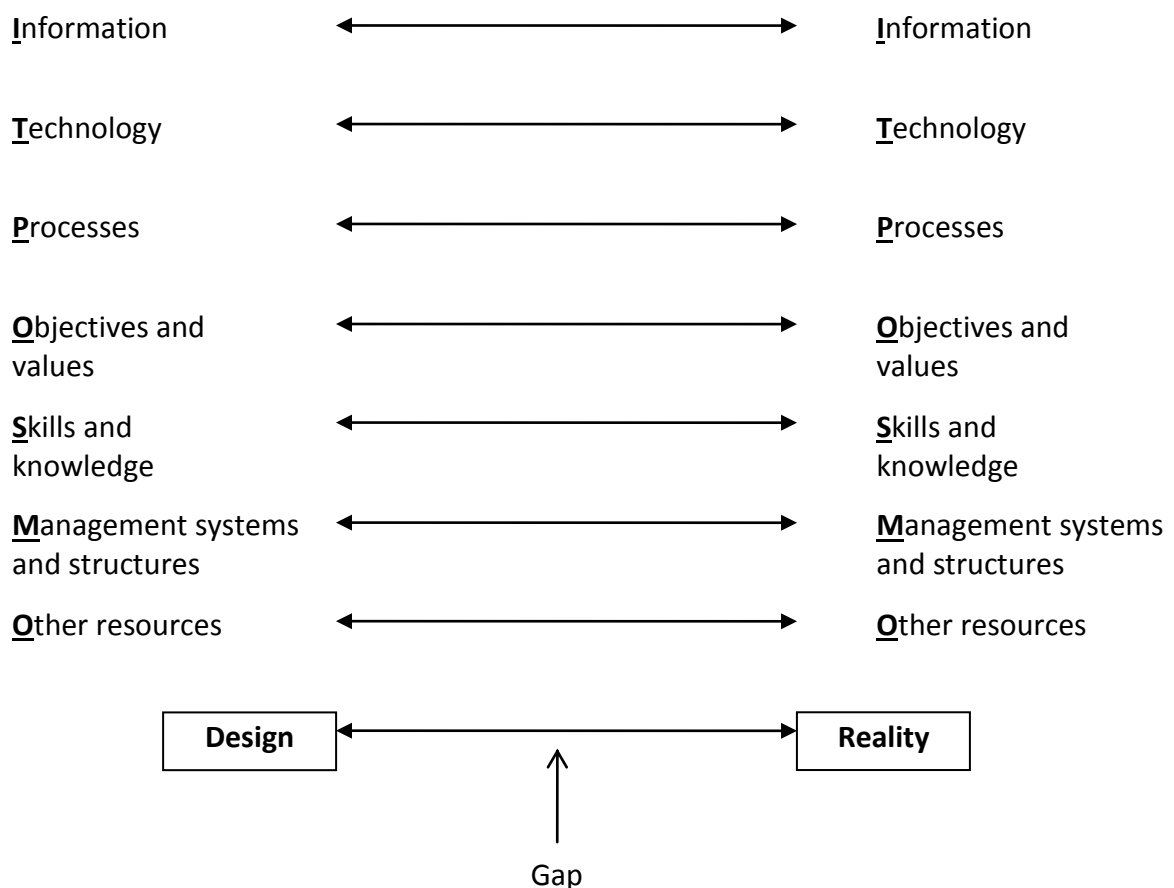 Information Information
Technology Technology
Processes Processes
Objectives and Objectives and
values values
Skills and Skills and
knowledge knowledge
Management systems Management systems
and structures and structures
Other resources Other resources
Design Reality
Gap